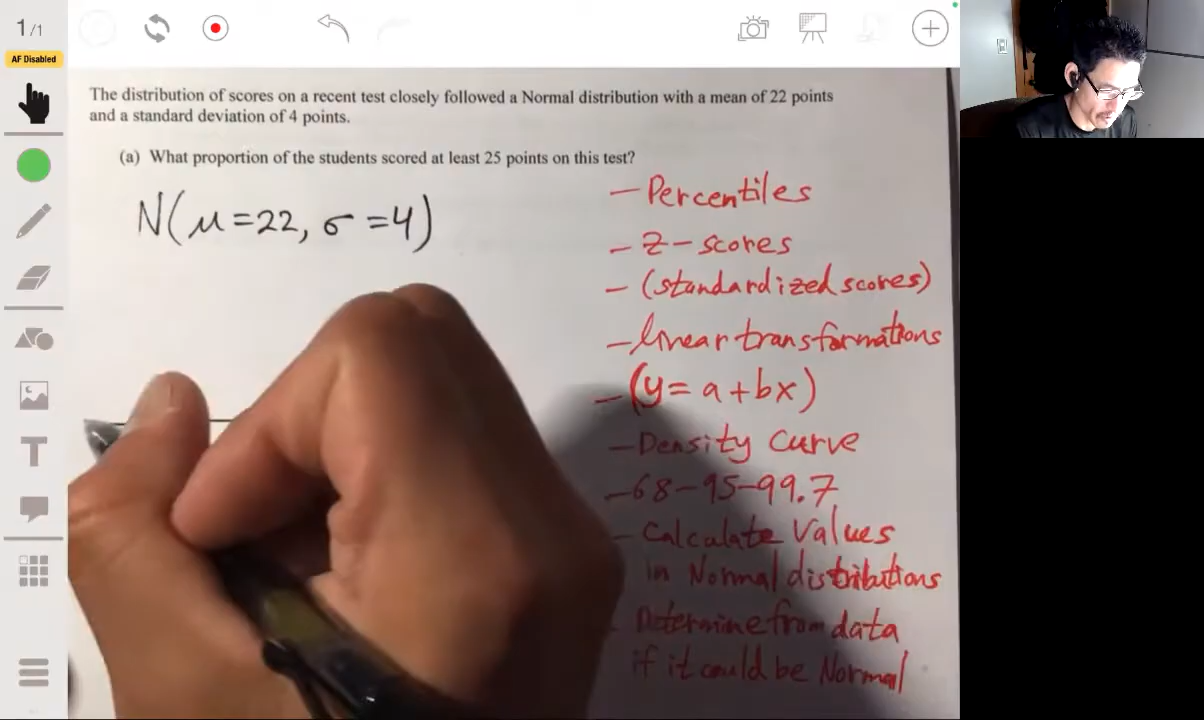 1/1
AF Disabled
The distribution of scores on a recent test closely followed a Normal distribution with a mean of 22 points
and a standard deviation of 4 points.
(a) What proportion of the students scored at least 25 points on this test?
N(μ=22, σ=4)
- Percentiles
- Z-scores
- (standardized scores)
- linear transformations
- (y = a + bx)
- Density Curve
- 68-95-99.7
- Calculate Values
in Normal distributions
- Determine from data
if it could be Normal
T